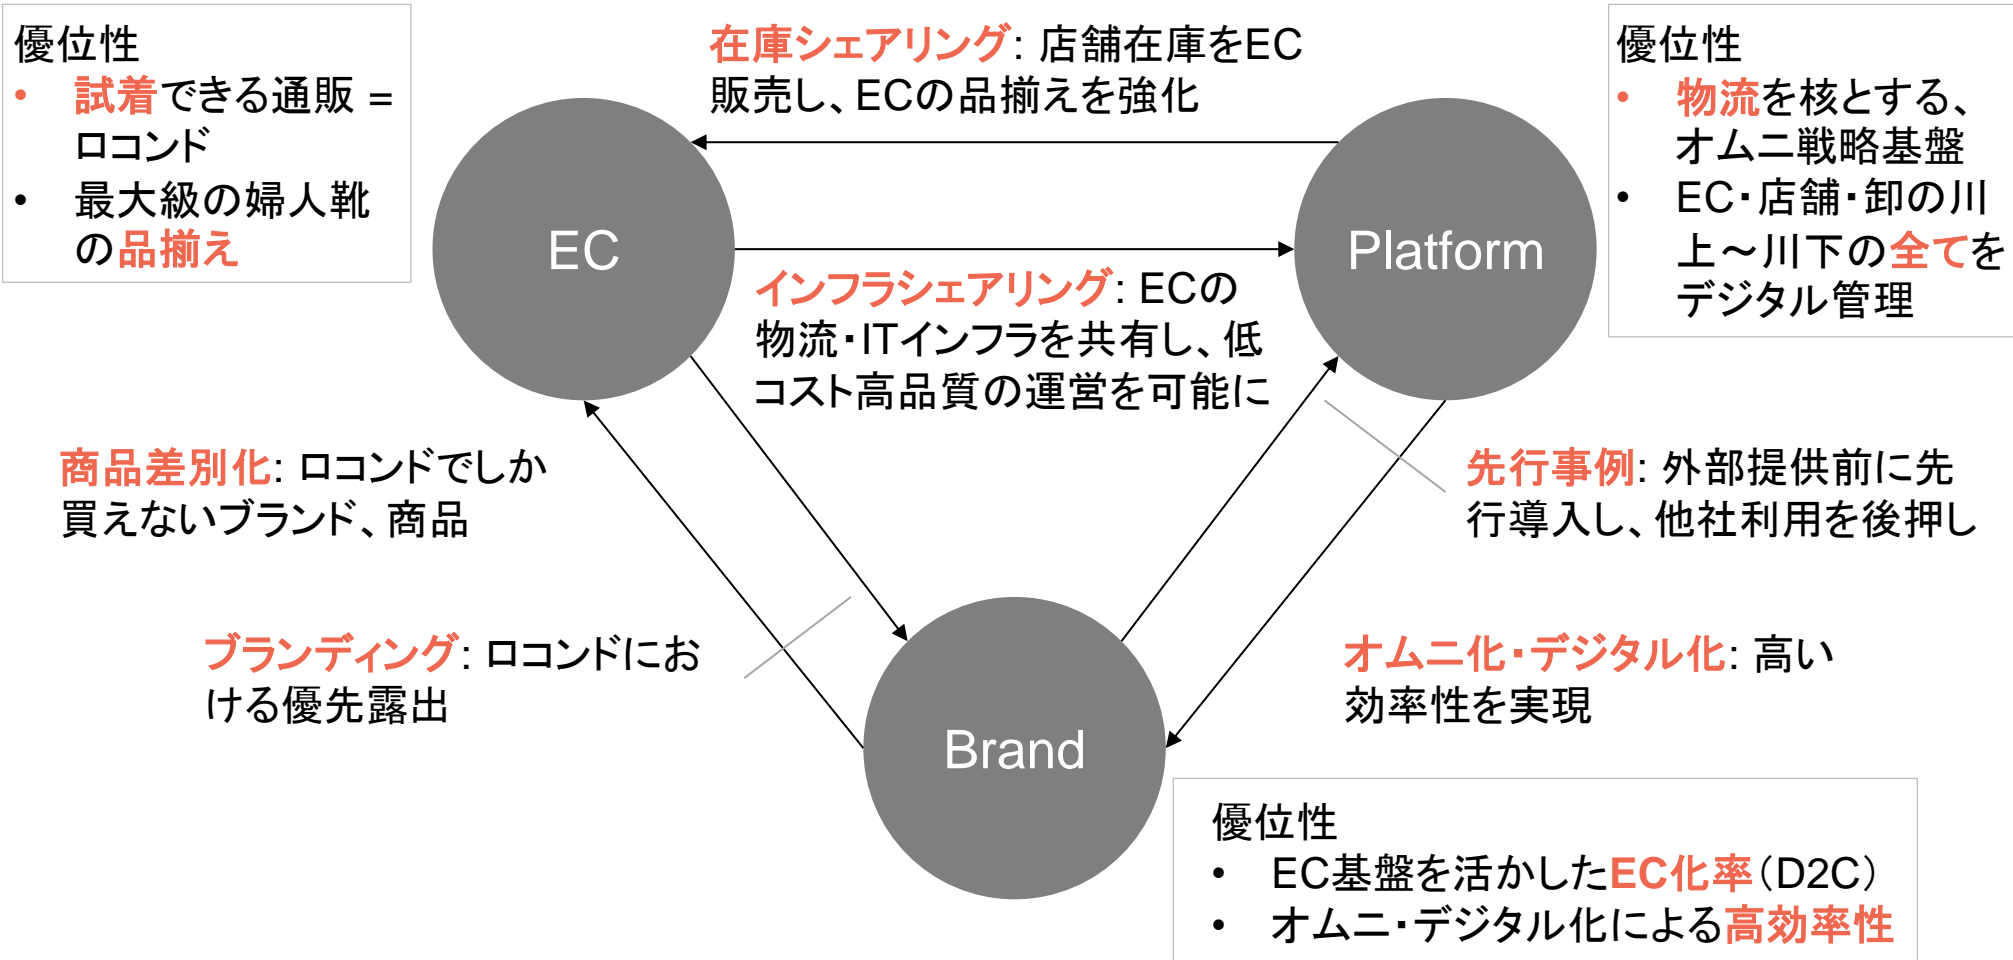 優位性
• 試着できる通販 =
ロコンド
• 最大級の婦人靴
の品揃え
在庫シェアリング: 店舗在庫をEC
販売し、ECの品揃えを強化
優位性
• 物流を核とする、
オムニ戦略基盤
• EC・店舗・卸の川
上～川下の全てを
デジタル管理
EC
Platform
インフラシェアリング: ECの
物流・ITインフラを共有し、低
コスト高品質の運営を可能に
商品差別化: ロコンドでしか
買えないブランド、商品
先行事例: 外部提供前に先
行導入し、他社利用を後押し
ブランディング: ロコンドにお
ける優先露出
オムニ化・デジタル化: 高い
効率性を実現
Brand
優位性
• EC基盤を活かしたEC化率（D2C）
• オムニ・デジタル化による高効率性